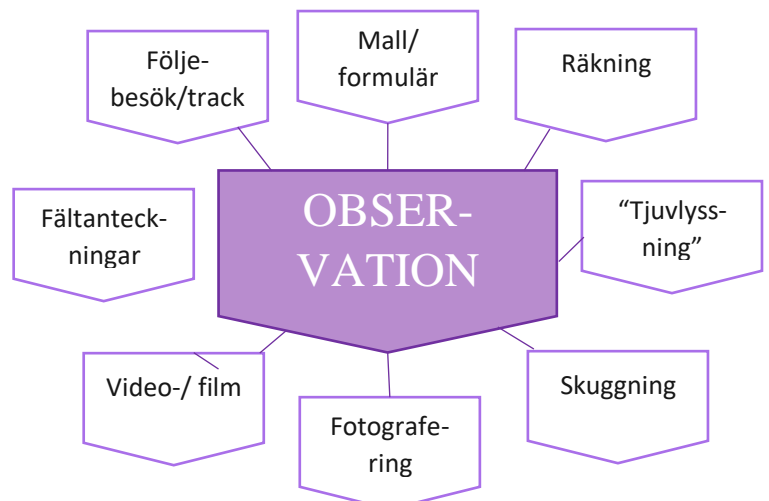 Följe-
besök/track
Mall/
formulär
Räkning
Fältanteck-
ningar
OBSER-
VATION
“Tjuvlyss-
ning”
Video-/ film
Fotografe-
ring
Skuggning